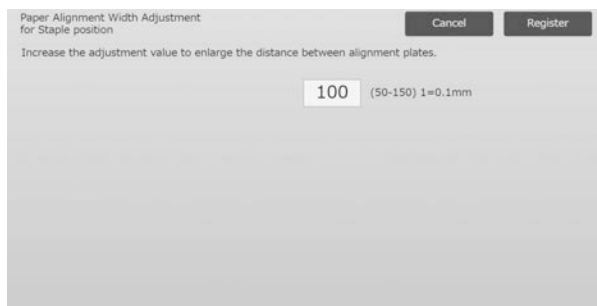 Paper Alignment Width Adjustment
for Staple position
Cancel
Register
Increase the adjustment value to enlarge the distance between alignment plates.
100 (50-150) 1=0.1mm